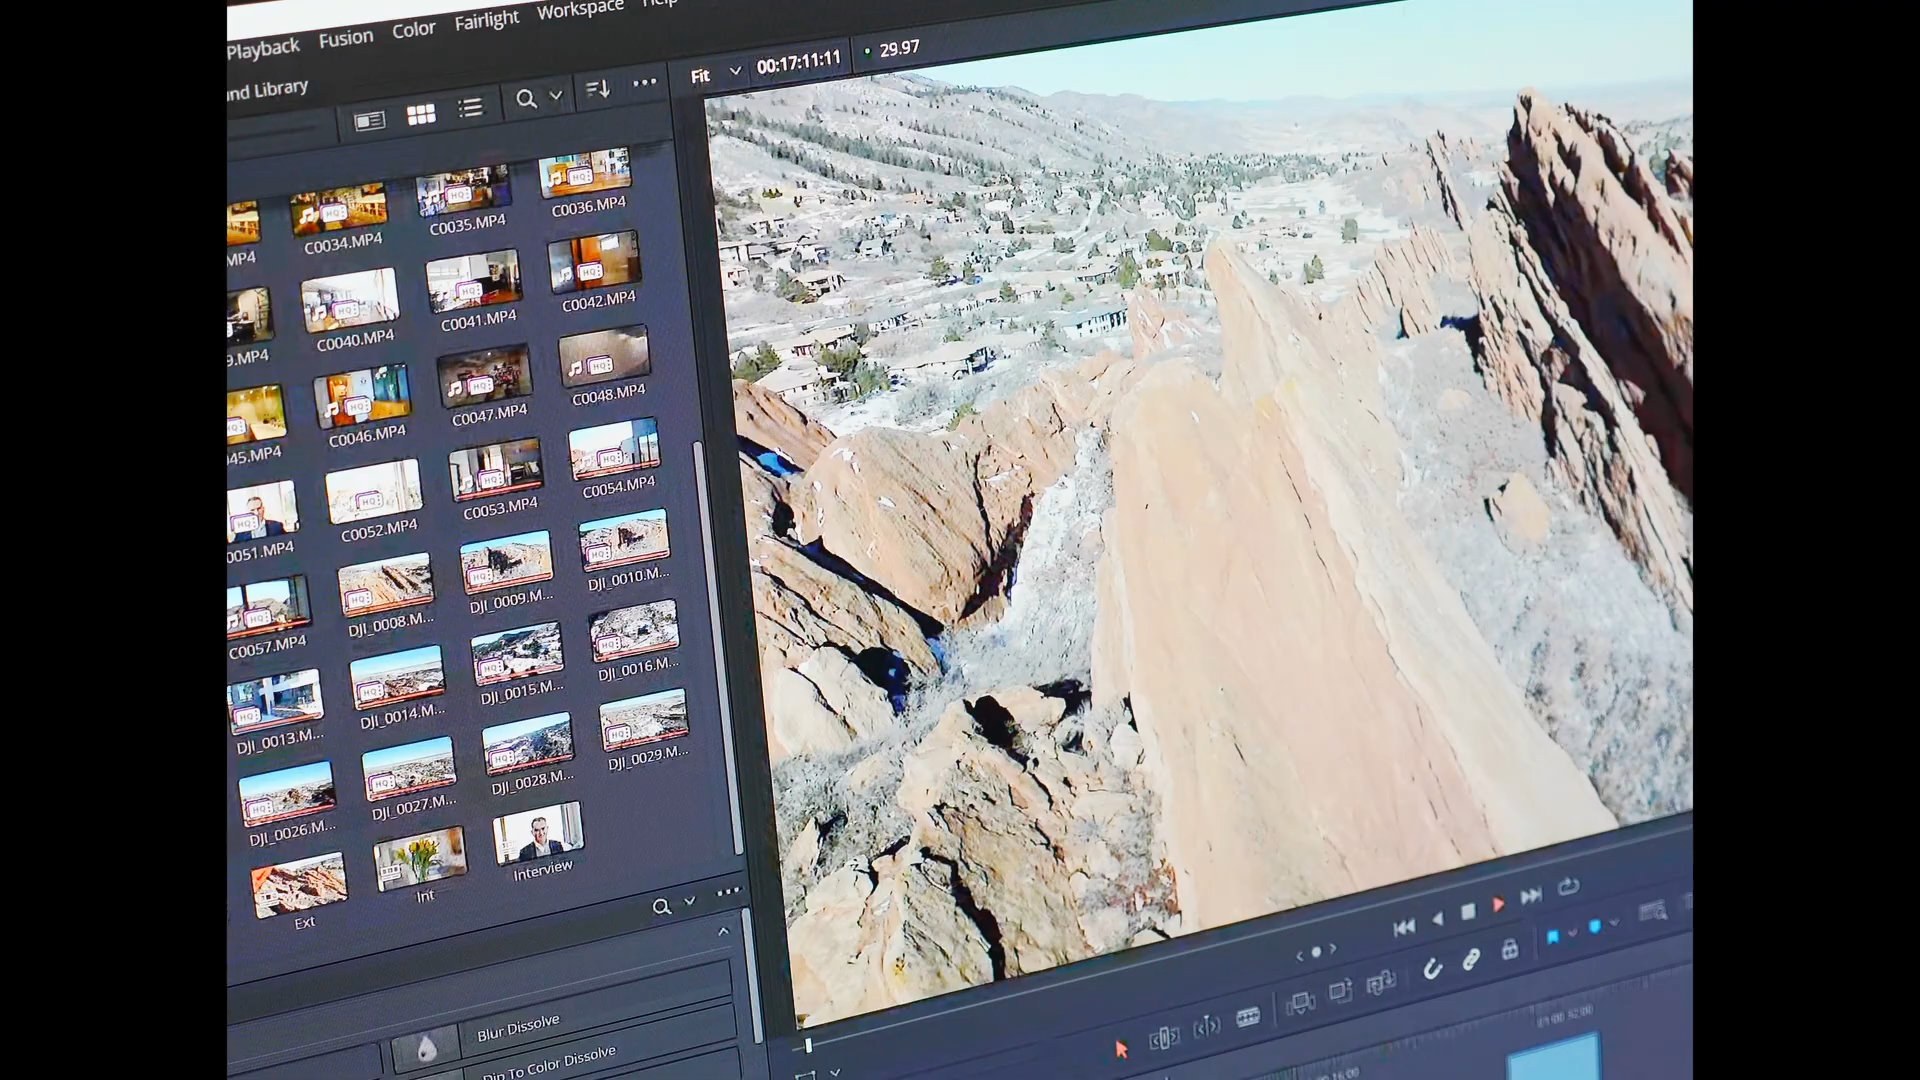 Playback Fusion Color Fairlight Workspace Help
nd Library
Fit 00:17:11:11 29.97
MP4 C0034.MP4 C0035.MP4 C0036.MP4
9.MP4 C0040.MP4 C0041.MP4 C0042.MP4
45.MP4 C0046.MP4 C0047.MP4 C0048.MP4
0051.MP4 C0052.MP4 C0053.MP4 C0054.MP4
C0057.MP4 DJI_0008.M... DJI_0009.M... DJI_0010.M...
DJI_0013.M... DJI_0014.M... DJI_0015.M... DJI_0016.M...
DJI_0026.M... DJI_0027.M... DJI_0028.M... DJI_0029.M...
Ext Int Interview
Blur Dissolve
Dip To Color Dissolve